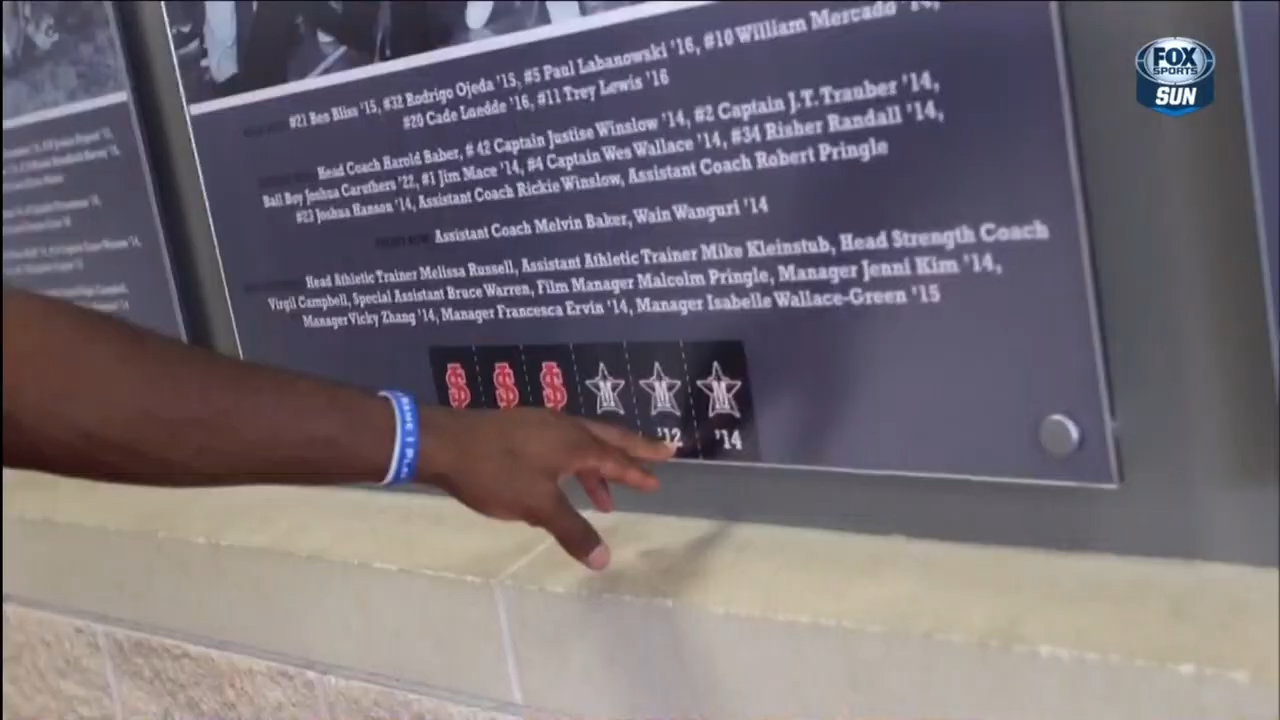 FOX
SPORTS
SUN
#21 Ben Bliss '15, #32 Rodrigo Ojeda '15, #5 Paul Labanowski '16, #10 William Mercado '14,
#20 Cade Loedde '16, #11 Trey Lewis '16
Head Coach Harold Baber, # 42 Captain Justise Winslow '14, #2 Captain J.T. Trauber '14,
Ball Boy Joshua Caruthers '22, #1 Jim Mace '14, #4 Captain Wes Wallace '14, #34 Risher Randall '14,
#23 Joshua Hanson '14, Assistant Coach Rickie Winslow, Assistant Coach Robert Pringle
Assistant Coach Melvin Baker, Wain Wanguri '14
Head Athletic Trainer Melissa Russell, Assistant Athletic Trainer Mike Kleinstub, Head Strength Coach
Virgil Campbell, Special Assistant Bruce Warren, Film Manager Malcolm Pringle, Manager Jenni Kim '14,
Manager Vicky Zhang '14, Manager Francesca Ervin '14, Manager Isabelle Wallace-Green '15
M M M
'12 '14